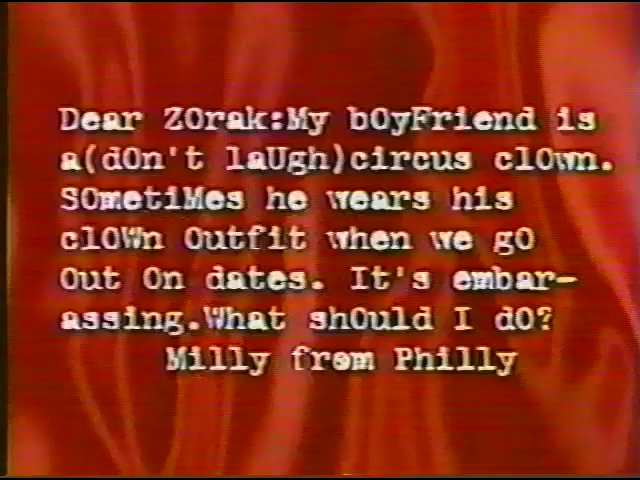 Dear ZOrak:My bOyFriend is
a(dOn't laUgh)circus clOwn.
SOmetiMes he wears his
clOWn Outfit when we gO
Out On dates. It's embar-
assing.What shOuld I dO?
Milly from Philly